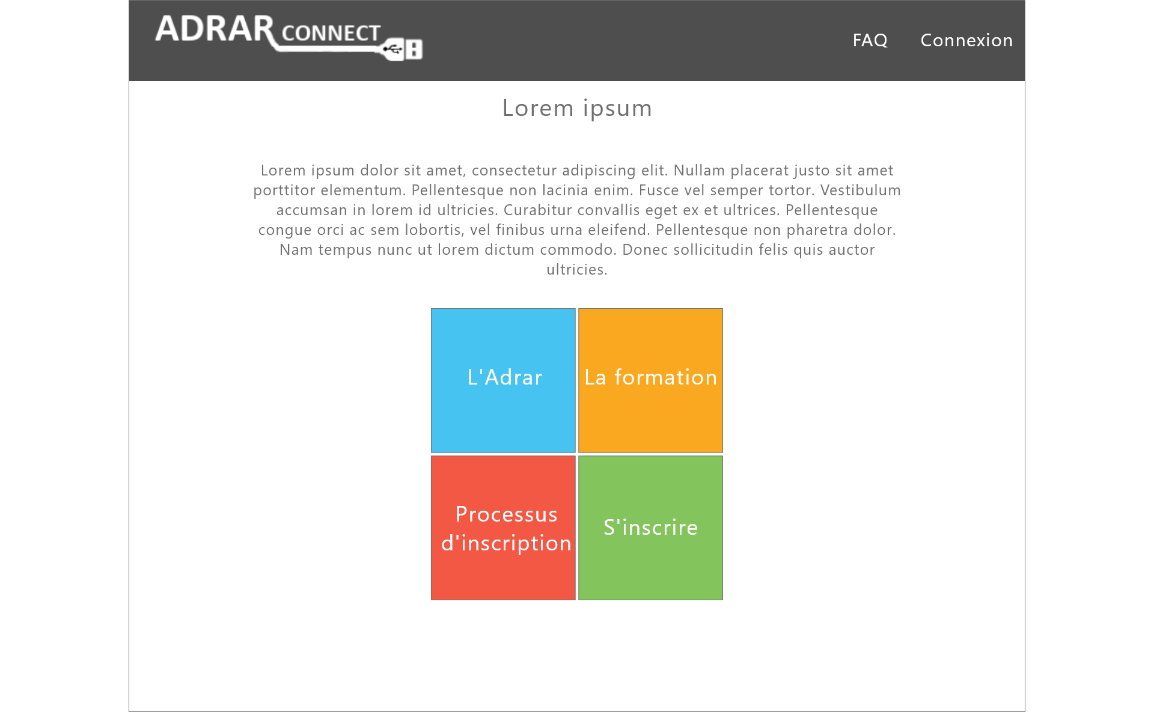 ADRAR CONNECT
FAQ Connexion
Lorem ipsum
Lorem ipsum dolor sit amet, consectetur adipiscing elit. Nullam placerat justo sit amet
porttitor elementum. Pellentesque non lacinia enim. Fusce vel semper tortor. Vestibulum
accumsan in lorem id ultricies. Curabitur convallis eget ex et ultrices. Pellentesque
congue orci ac sem lobortis, vel finibus urna eleifend. Pellentesque non pharetra dolor.
Nam tempus nunc ut lorem dictum commodo. Donec sollicitudin felis quis auctor
ultricies.
L'Adrar
La formation
Processus
d'inscription
S'inscrire